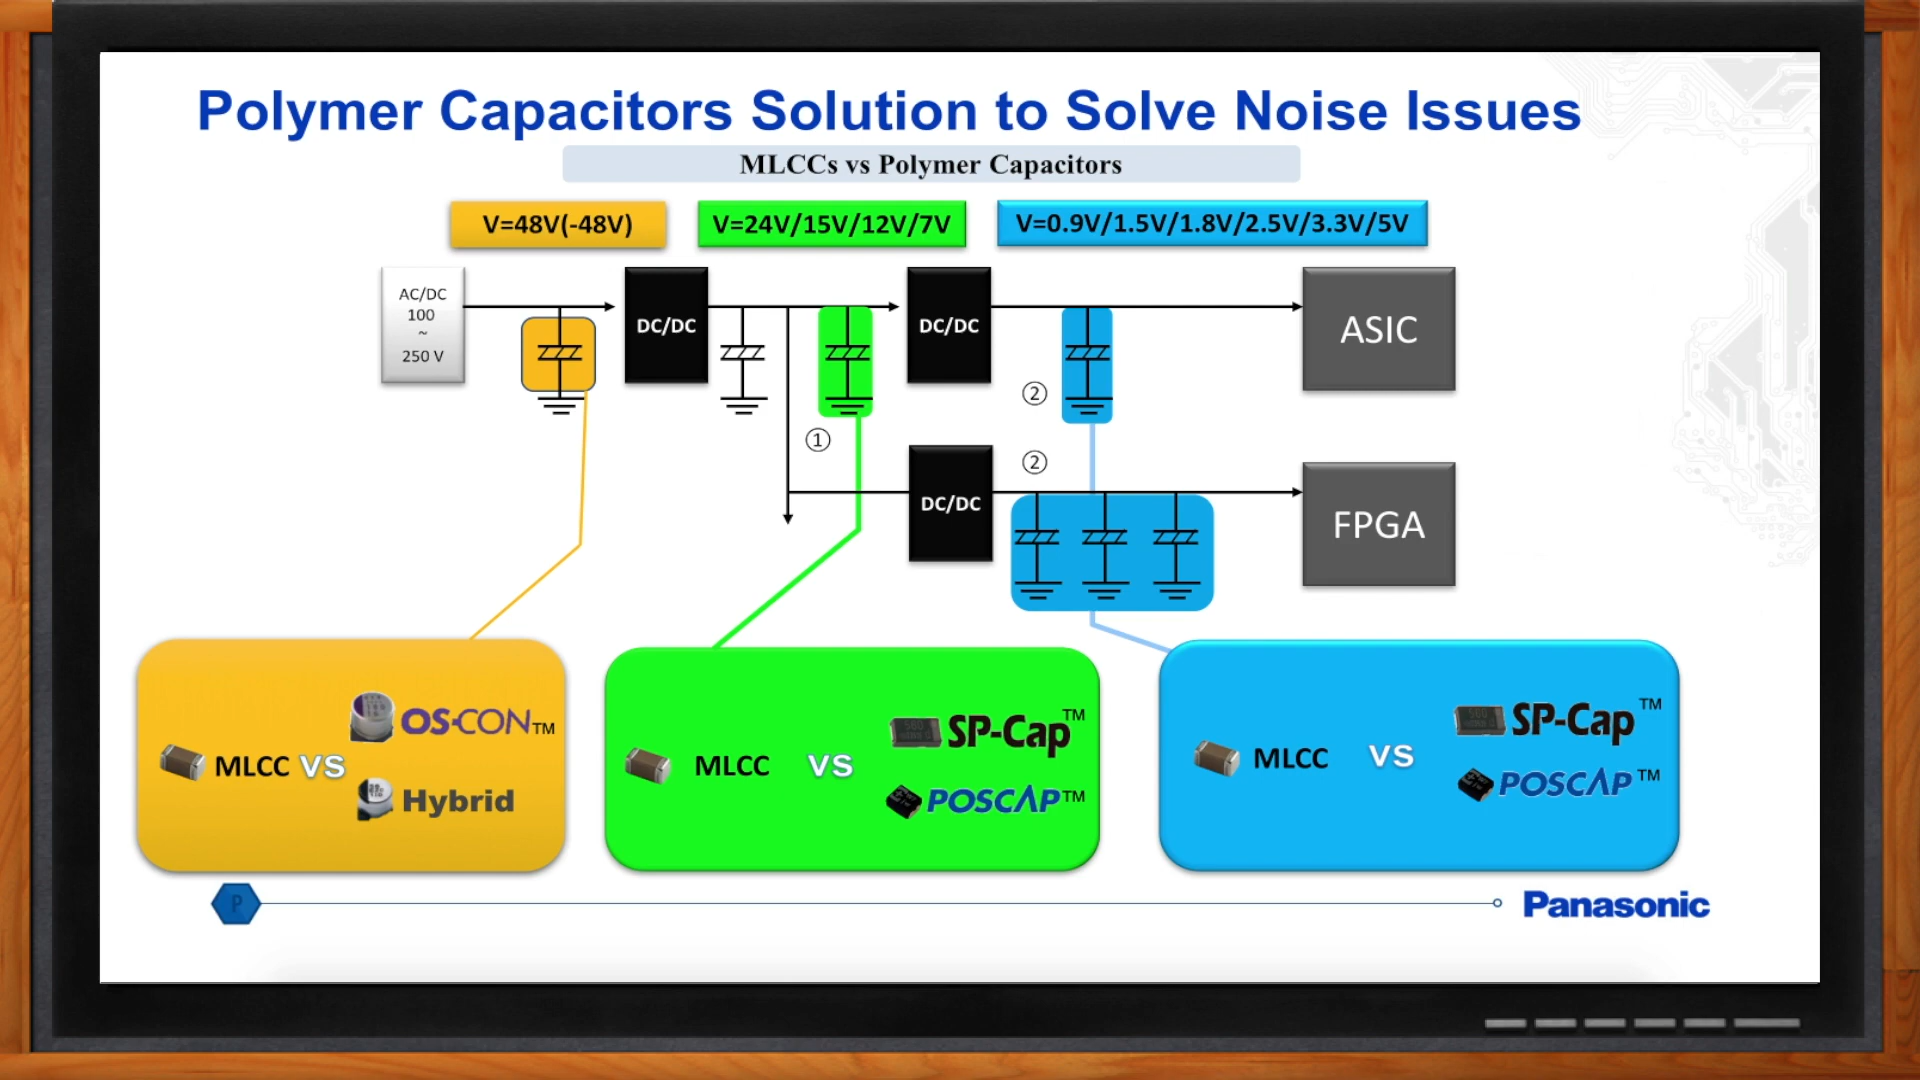 Polymer Capacitors Solution to Solve Noise Issues
MLCCs vs Polymer Capacitors
V=48V(-48V)
V=24V/15V/12V/7V
V=0.9V/1.5V/1.8V/2.5V/3.3V/5V
AC/DC
100
~
250 V
DC/DC
DC/DC
ASIC
②
①
②
DC/DC
FPGA
MLCC VS
OS-CON™
Hybrid
MLCC VS
SP-Cap™
POSCAP™
MLCC VS
SP-Cap™
POSCAP™
P
Panasonic